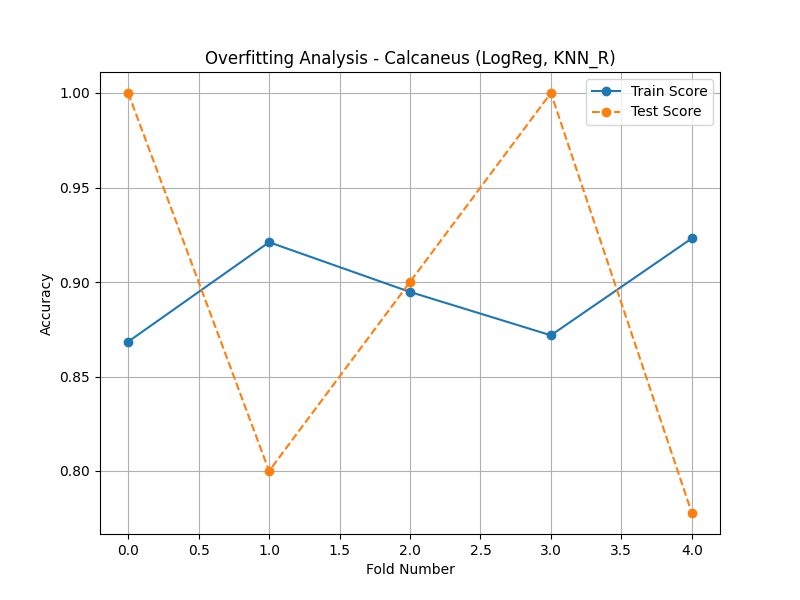 Overfitting Analysis - Calcaneus (LogReg, KNN_R)
Train Score
Test Score
1.00
0.95
0.90
0.85
0.80
Accuracy
0.0 0.5 1.0 1.5 2.0 2.5 3.0 3.5 4.0
Fold Number